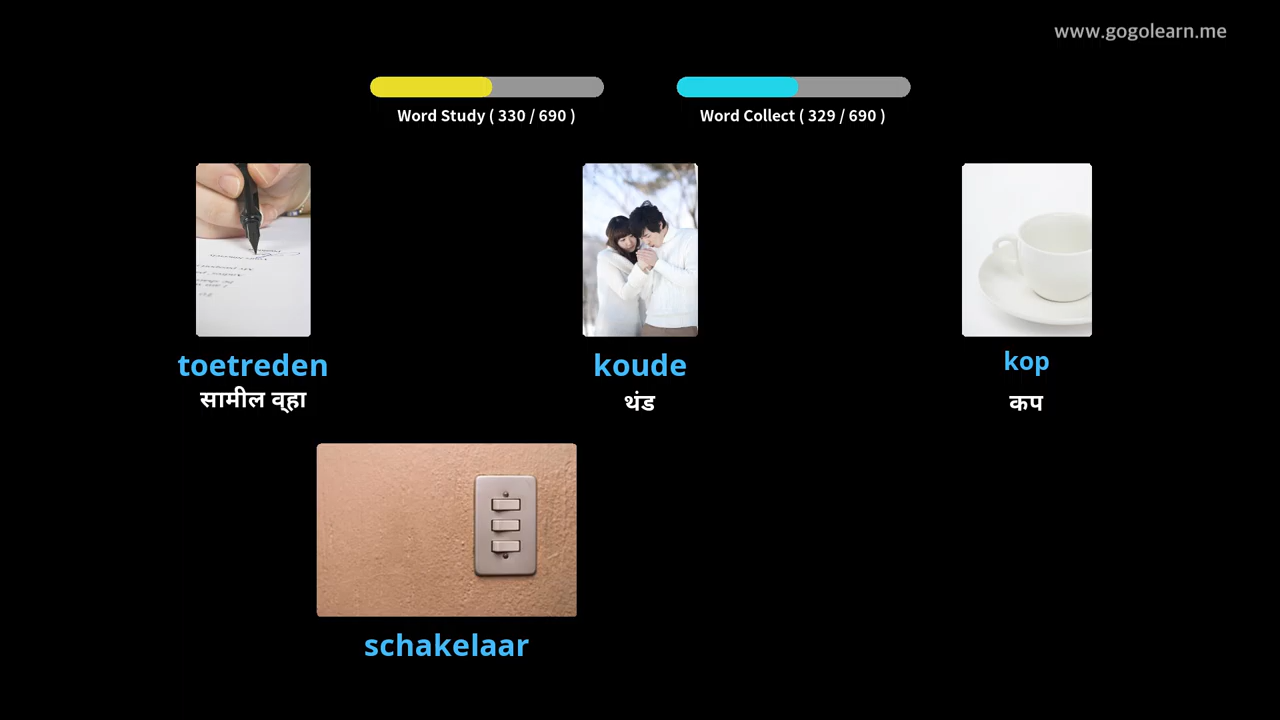 www.gogolearn.me
Word Study ( 330 / 690 )
Word Collect ( 329 / 690 )
toetreden
सामील व्हा
koude
थंड
kop
कप
schakelaar